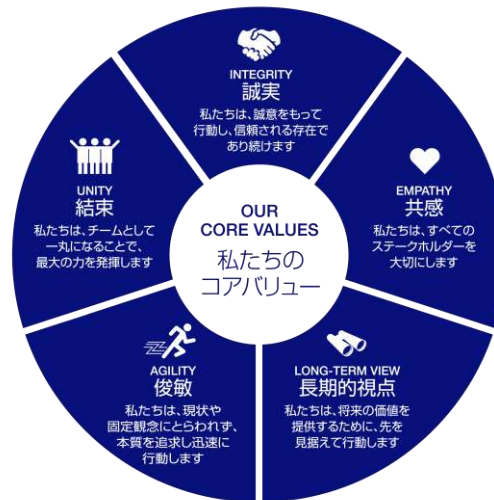 INTEGRITY
誠実
私たちは、誠意をもって
行動し、信頼される存在で
あり続けます
EMPATHY
共感
私たちは、すべての
ステークホルダーを
大切にします
LONG-TERM VIEW
長期的視点
私たちは、将来の価値を
提供するために、先を
見据えて行動します
AGILITY
俊敏
私たちは、現状や
固定観念にとらわれず、
本質を追求し迅速に
行動します
UNITY
結束
私たちは、チームとして
一丸になることで、
最大の力を発揮します
OUR
CORE VALUES
私たちの
コアバリュー